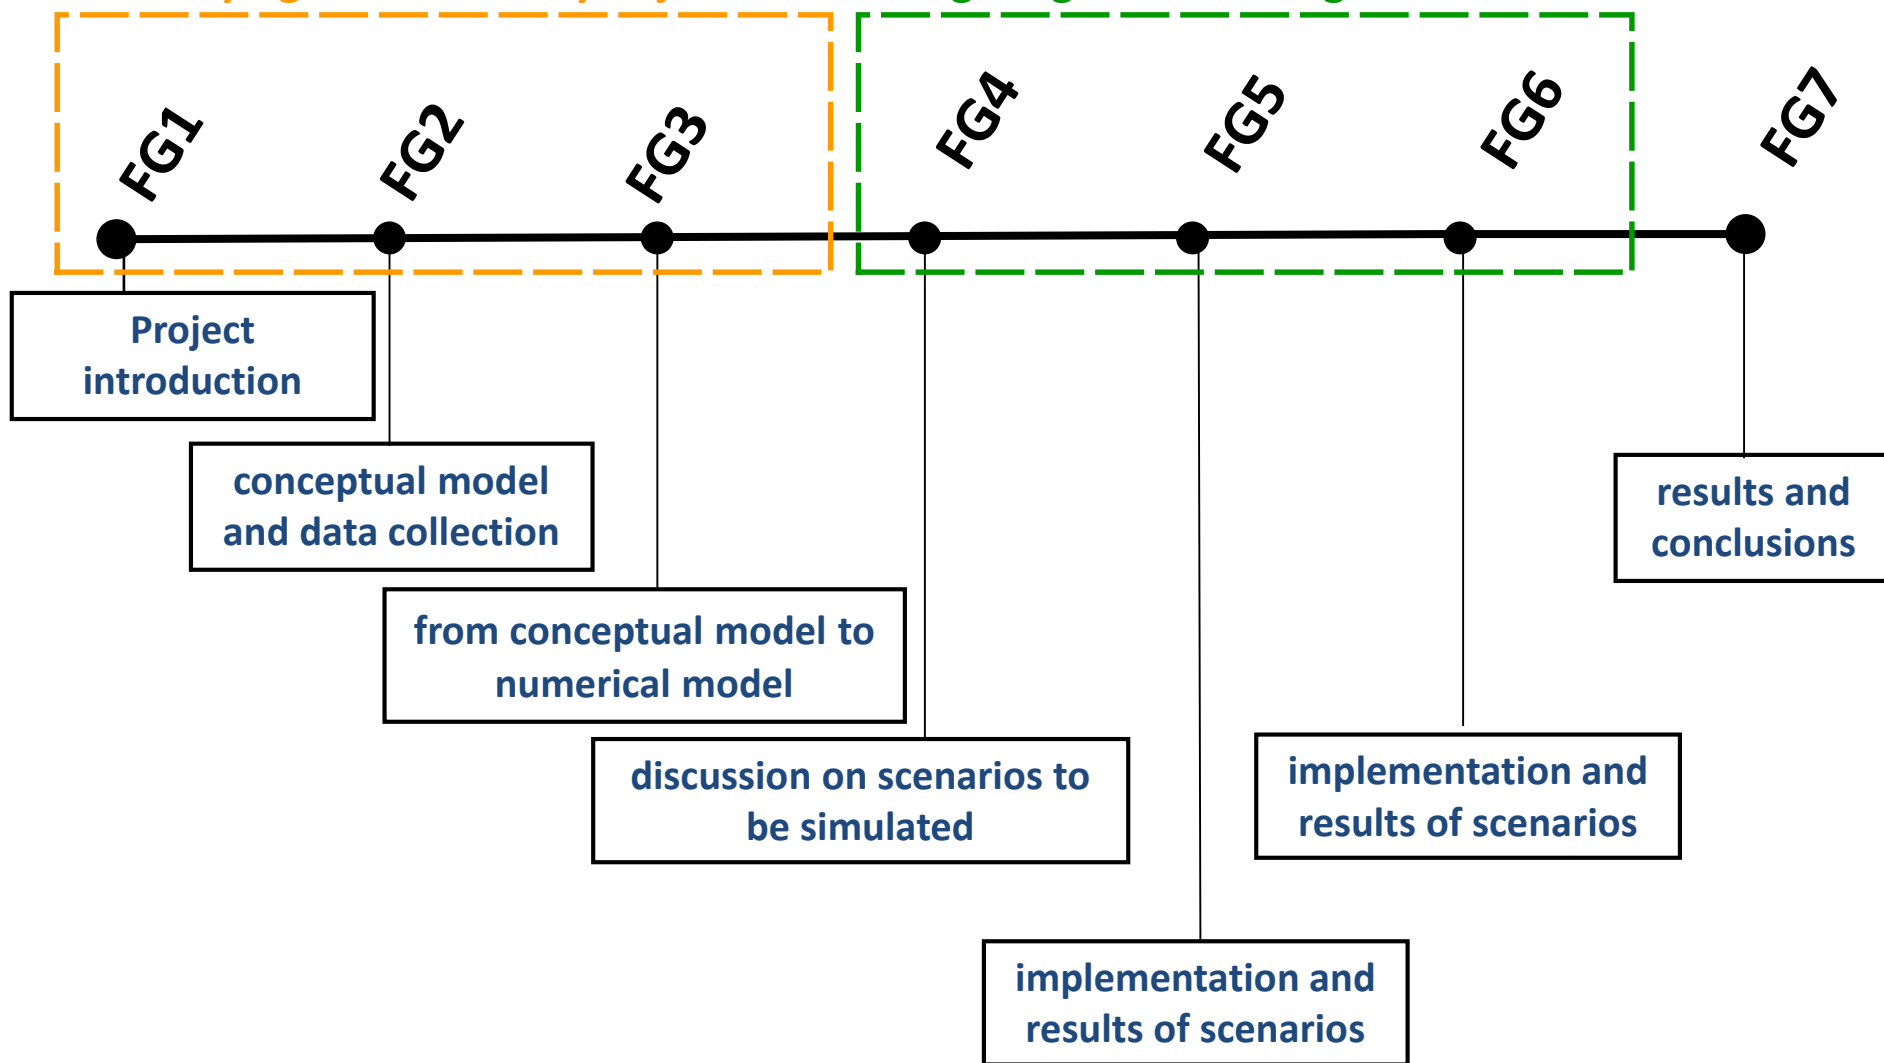 FG1
FG2
FG3
FG4
FG5
FG6
FG7
Project
introduction
conceptual model
and data collection
from conceptual model to
numerical model
discussion on scenarios to
be simulated
implementation and
results of scenarios
implementation and
results of scenarios
results and
conclusions